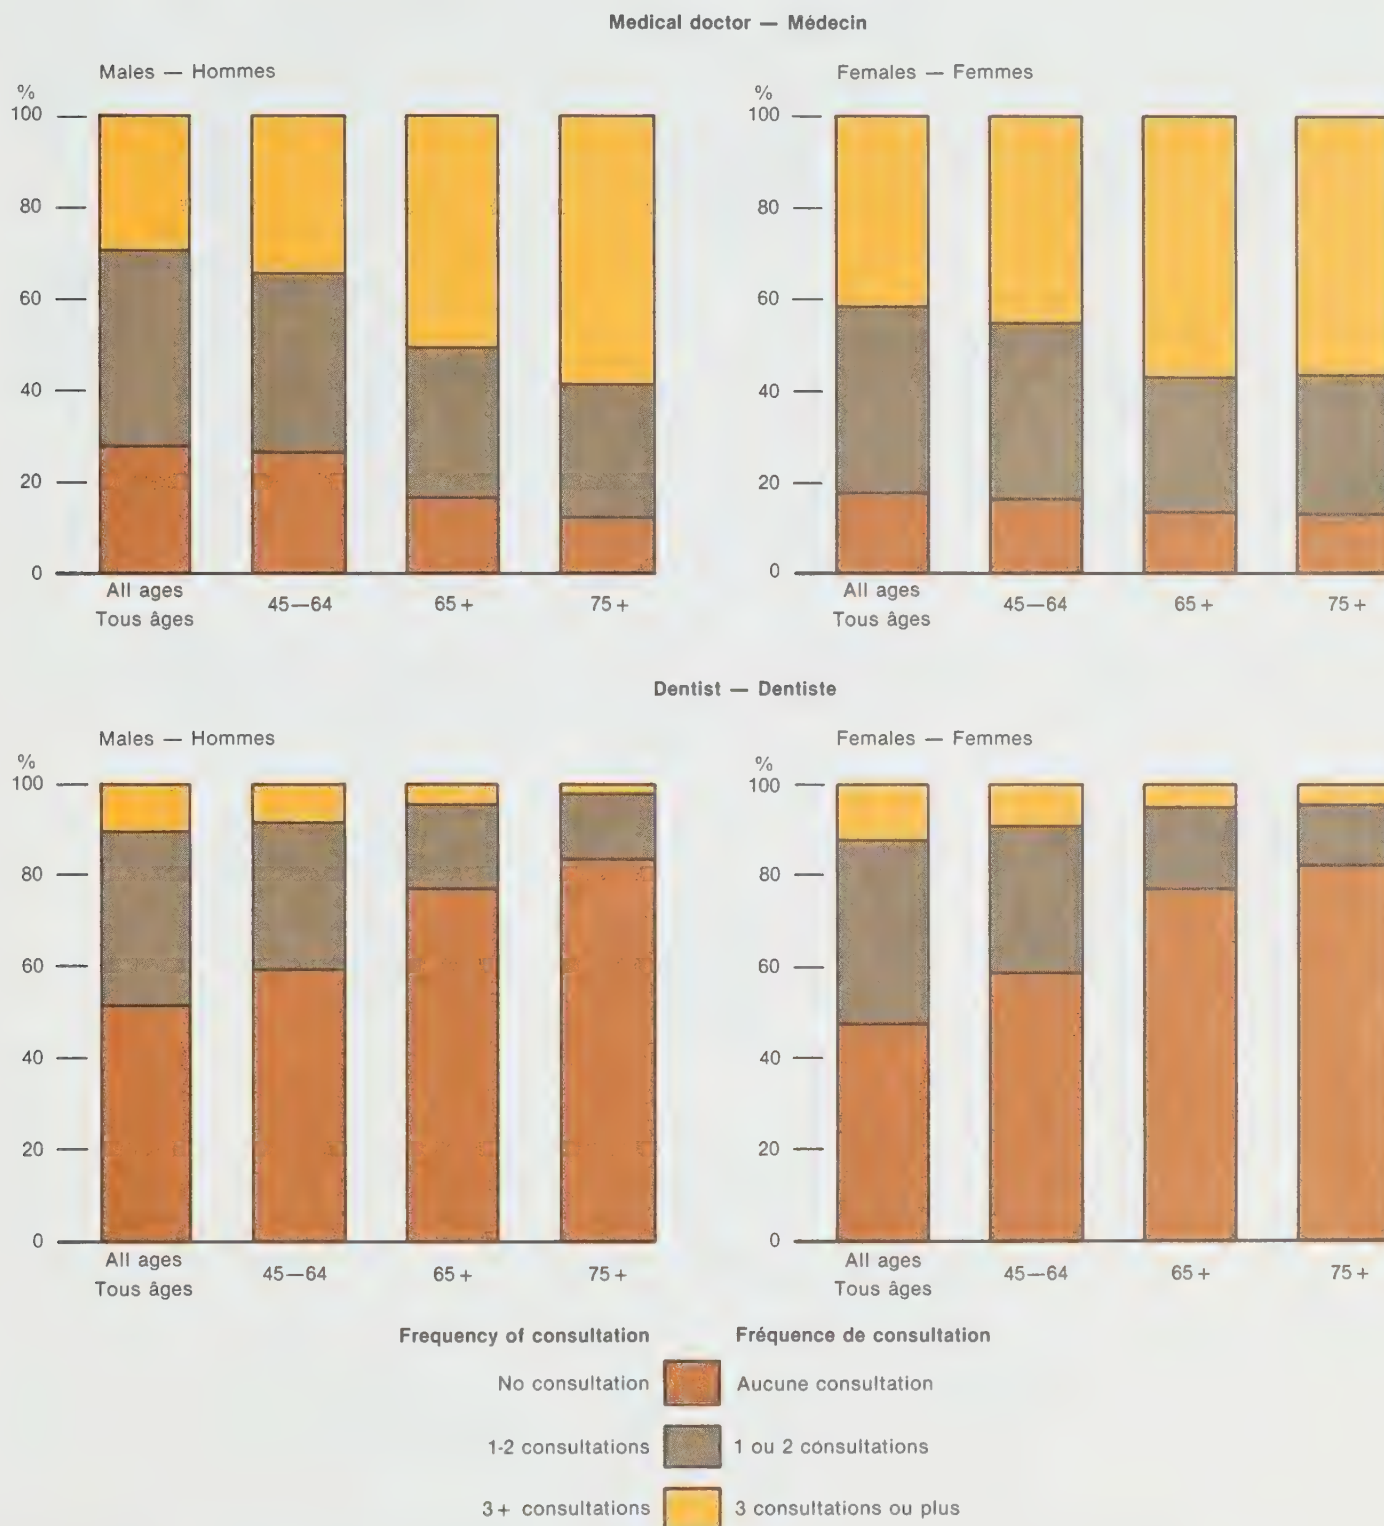 Medical doctor — Médecin
Males — Hommes
%
100
80
60
40
20
0
All ages
Tous âges
45—64
65+
75+
Females — Femmes
%
100
80
60
40
20
0
All ages
Tous âges
45—64
65+
75+
Dentist — Dentiste
Males — Hommes
%
100
80
60
40
20
0
All ages
Tous âges
45—64
65+
75+
Females — Femmes
%
100
80
60
40
20
0
All ages
Tous âges
45—64
65+
75+
Frequency of consultation Fréquence de consultation
No consultation Aucune consultation
1-2 consultations 1 ou 2 consultations
3+ consultations 3 consultations ou plus